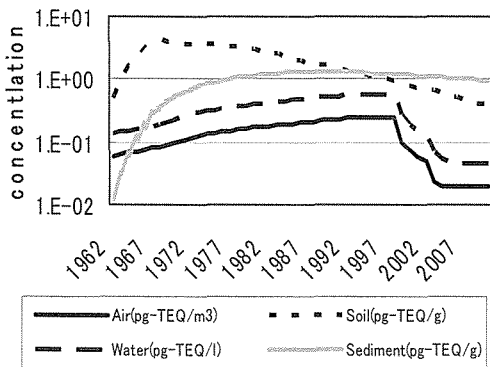 concentlation
1.E+01
1.E+00
1.E-01
1.E-02
1962
1967
1972
1977
1982
1987
1992
1997
2002
2007
Air(pg-TEQ/m3)
Soil(pg-TEQ/g)
Water(pg-TEQ/l)
Sediment(pg-TEQ/g)